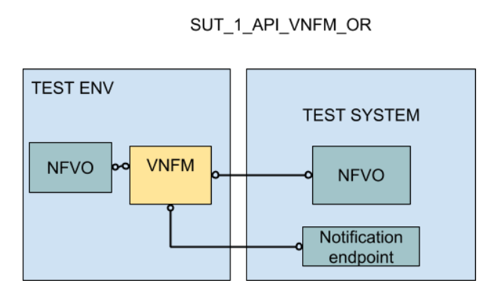 SUT_1_API_VNFM_OR
TEST ENV
TEST SYSTEM
NFVO
VNFM
NFVO
Notification
endpoint